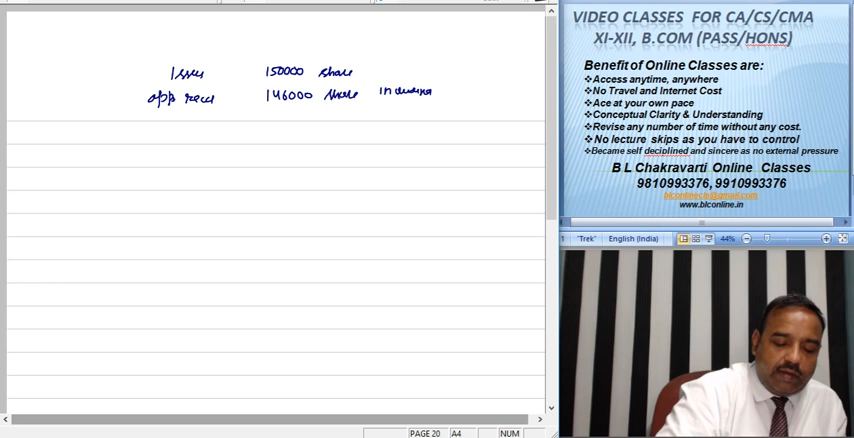 Issue 150000 share
app recd 146000 share including
PAGE 20 A4 NUM
VIDEO CLASSES FOR CA/CS/CMA
XI-XII, B.COM (PASS/HONS)
Benefit of Online Classes are:
❖Access anytime, anywhere
❖No Travel and Internet Cost
❖Ace at your own pace
❖Conceptual Clarity & Understanding
❖Revise any number of time without any cost.
❖No lecture skips as you have to control
❖Became self deciplined and sincere as no external pressure
B L Chakravarti Online Classes
9810993376, 9910993376
blconlinech@gmail.com
www.blconline.in
1 "Trek" English (India) 44%